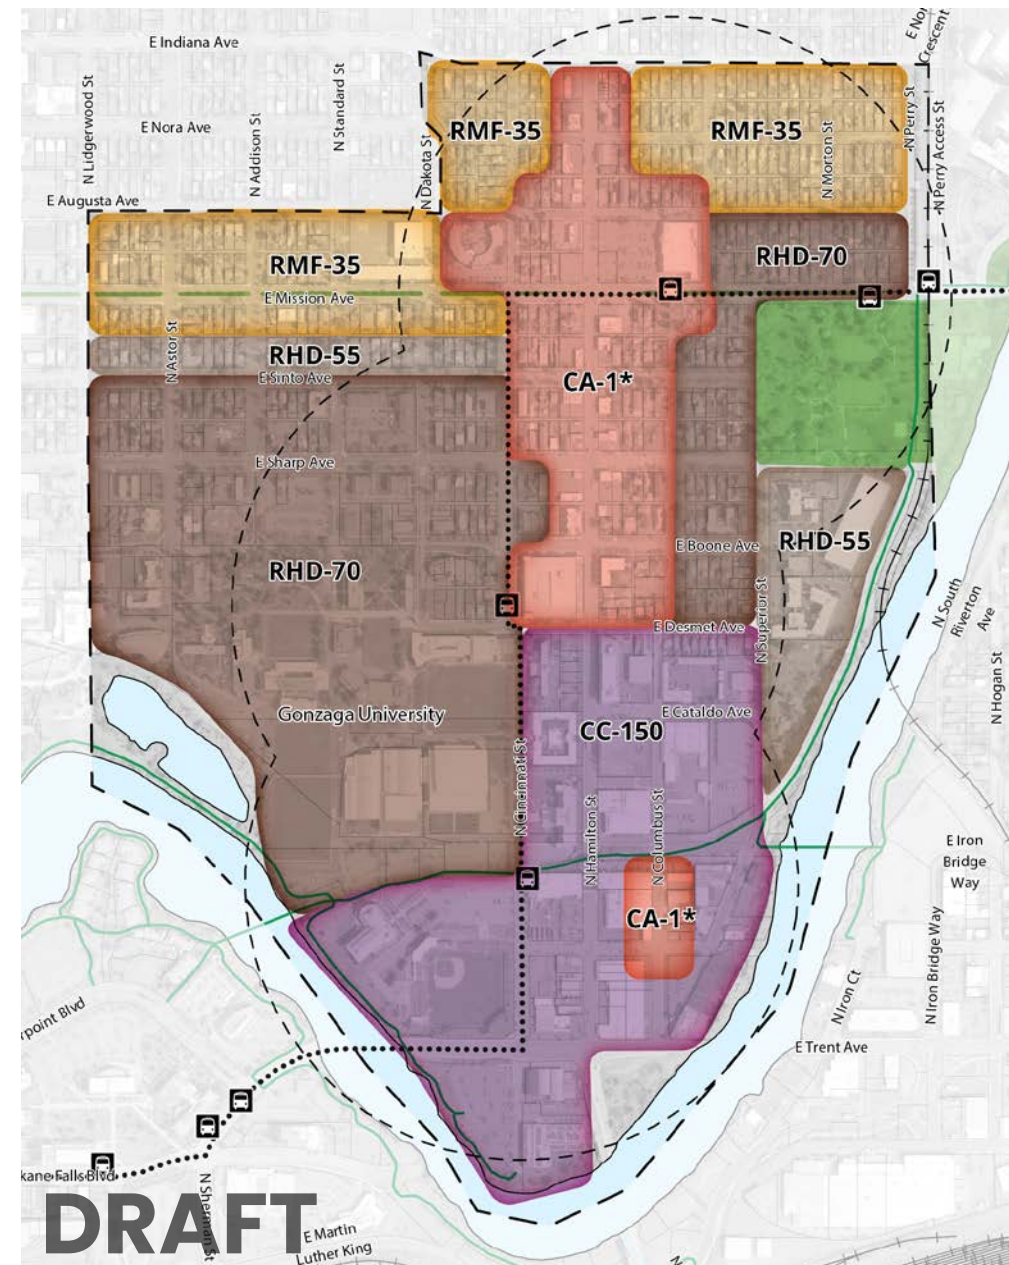 E Indiana Ave
N Lidgerwood St
N Standard St
E Nora Ave
N Addison St
N Dakota St
E Augusta Ave
RMF-35
RMF-35
N Morton St
N Perry St
N Perry Access St
Crescent
RMF-35
RHD-70
E Mission Ave
N Astor St
RHD-55
E Sinto Ave
CA-1*
E Sharp Ave
RHD-70
E Boone Ave
RHD-55
N Superior St
E Desmet Ave
N South
Riverton
Ave
N Hogan St
Gonzaga University
CC-150
E Cataldo Ave
N Cincinnati St
N Hamilton St
N Columbus St
CA-1*
E Iron
Bridge
Way
N Iron Bridge Way
N Iron Ct
E Trent Ave
rpoint Blvd
kane Falls Blvd
N Sherman St
DRAFT
E Martin
Luther King